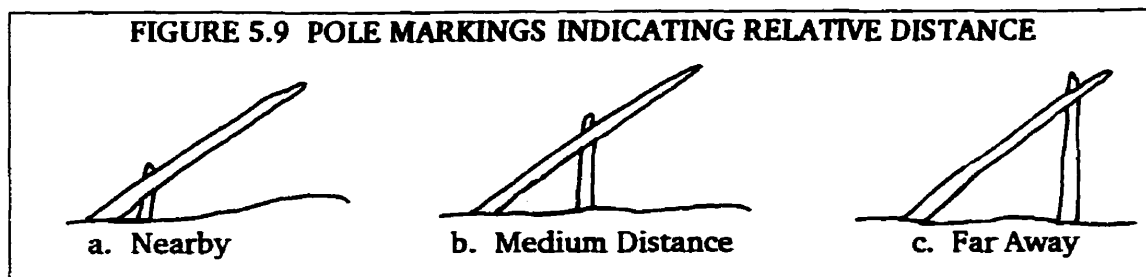 FIGURE 5.9 POLE MARKINGS INDICATING RELATIVE DISTANCE
a. Nearby b. Medium Distance c. Far Away